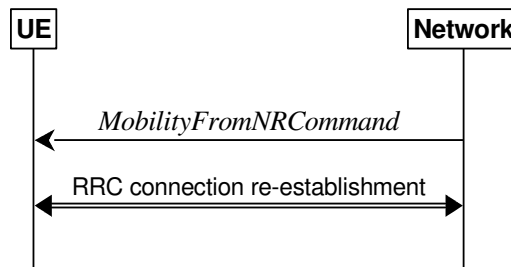 UE
Network
MobilityFromNRCommand
RRC connection re-establishment